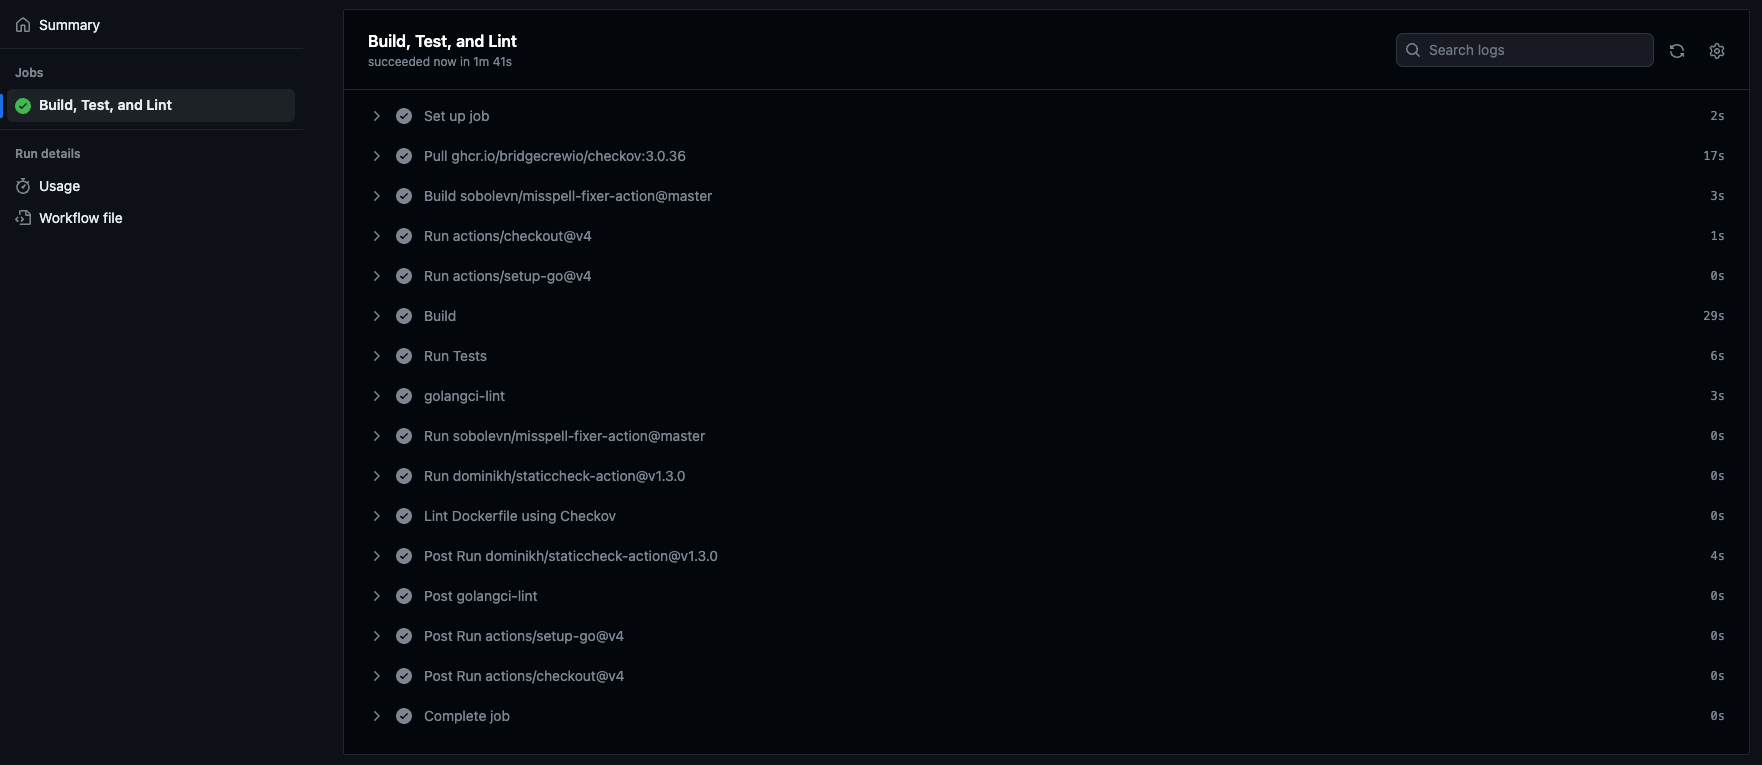 Summary
Jobs
Build, Test, and Lint
Run details
Usage
Workflow file
Build, Test, and Lint
succeeded now in 1m 41s
Search logs
Set up job 2s
Pull ghcr.io/bridgecrewio/checkov:3.0.36 17s
Build sobolevn/misspell-fixer-action@master 3s
Run actions/checkout@v4 1s
Run actions/setup-go@v4 0s
Build 29s
Run Tests 6s
golangci-lint 3s
Run sobolevn/misspell-fixer-action@master 0s
Run dominikh/staticcheck-action@v1.3.0 0s
Lint Dockerfile using Checkov 0s
Post Run dominikh/staticcheck-action@v1.3.0 4s
Post golangci-lint 0s
Post Run actions/setup-go@v4 0s
Post Run actions/checkout@v4 0s
Complete job 0s